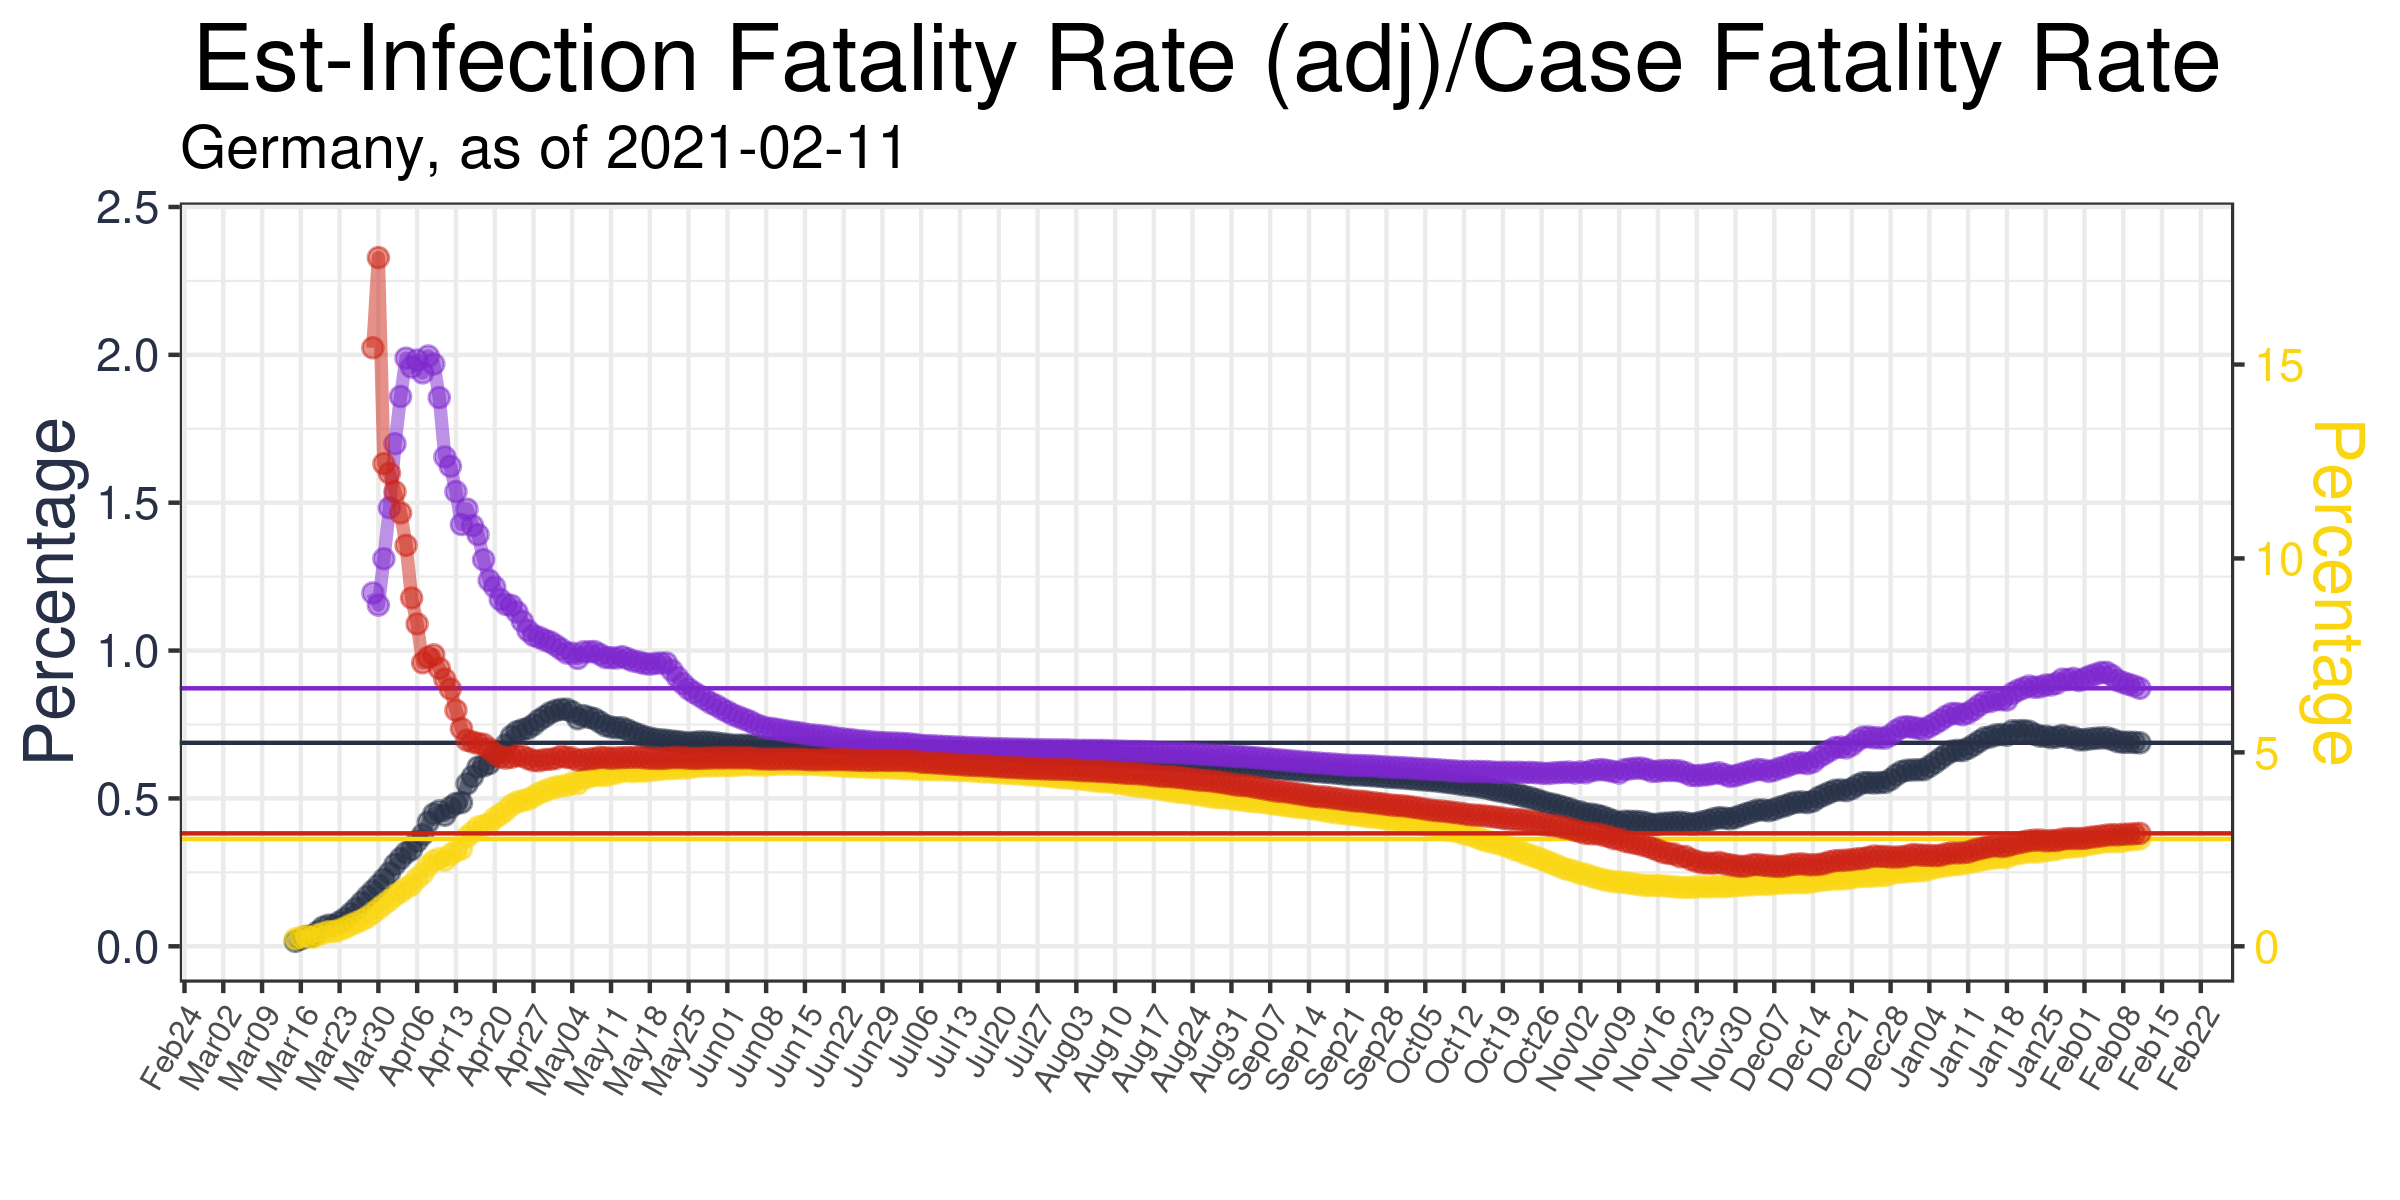 Est-Infection Fatality Rate (adj)/Case Fatality Rate
Germany, as of 2021-02-11
Percentage
2.5
2.0
1.5
1.0
0.5
0.0
15
10
5
0
Percentage
Feb24
Mar02
Mar09
Mar16
Mar23
Mar30
Apr06
Apr13
Apr20
Apr27
May04
May11
May18
May25
Jun01
Jun08
Jun15
Jun22
Jun29
Jul06
Jul13
Jul20
Jul27
Aug03
Aug10
Aug17
Aug24
Aug31
Sep07
Sep14
Sep21
Sep28
Oct05
Oct12
Oct19
Oct26
Nov02
Nov09
Nov16
Nov23
Nov30
Dec07
Dec14
Dec21
Dec28
Jan04
Jan11
Jan18
Jan25
Feb01
Feb08
Feb15
Feb22